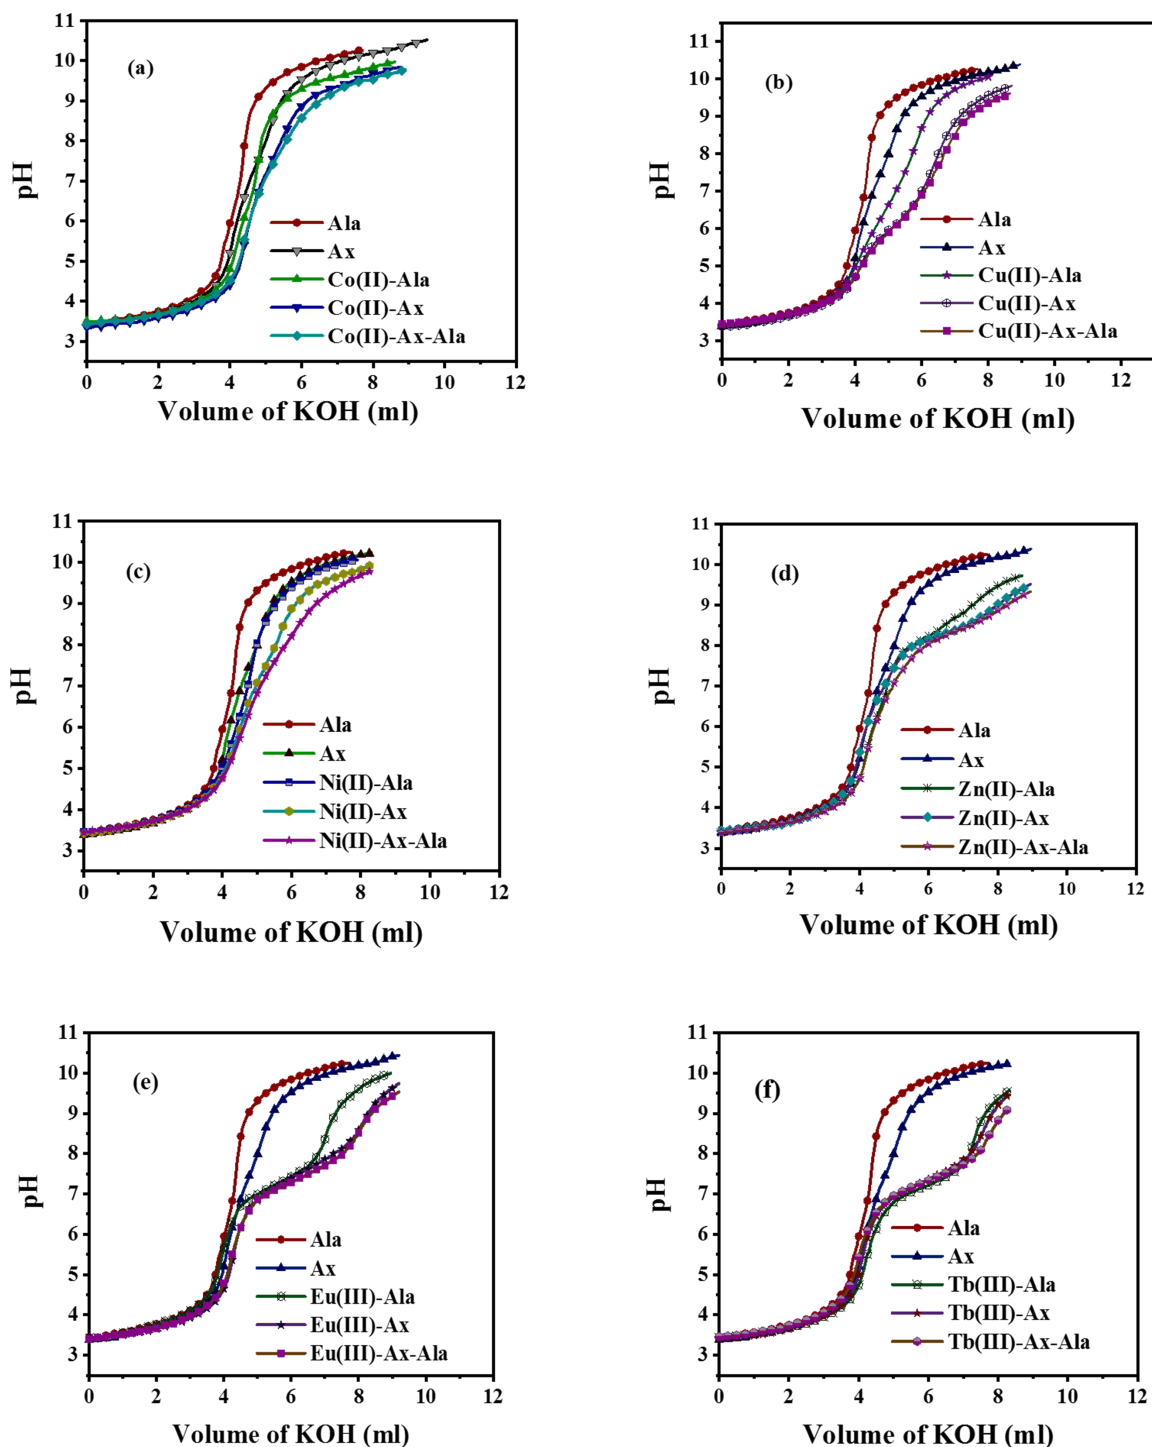 (a)
11
10
9
8
7
6
5
4
3
pH
Ala
Ax
Co(II)-Ala
Co(II)-Ax
Co(II)-Ax-Ala
0 2 4 6 8 10 12
Volume of KOH (ml)
(b)
11
10
9
8
7
6
5
4
3
pH
Ala
Ax
Cu(II)-Ala
Cu(II)-Ax
Cu(II)-Ax-Ala
0 2 4 6 8 10 12
Volume of KOH (ml)
(c)
11
10
9
8
7
6
5
4
3
pH
Ala
Ax
Ni(II)-Ala
Ni(II)-Ax
Ni(II)-Ax-Ala
0 2 4 6 8 10 12
Volume of KOH (ml)
(d)
11
10
9
8
7
6
5
4
3
pH
Ala
Ax
Zn(II)-Ala
Zn(II)-Ax
Zn(II)-Ax-Ala
0 2 4 6 8 10 12
Volume of KOH (ml)
(e)
11
10
9
8
7
6
5
4
3
pH
Ala
Ax
Eu(III)-Ala
Eu(III)-Ax
Eu(III)-Ax-Ala
0 2 4 6 8 10 12
Volume of KOH (ml)
(f)
11
10
9
8
7
6
5
4
3
pH
Ala
Ax
Tb(III)-Ala
Tb(III)-Ax
Tb(III)-Ax-Ala
0 2 4 6 8 10 12
Volume of KOH (ml)